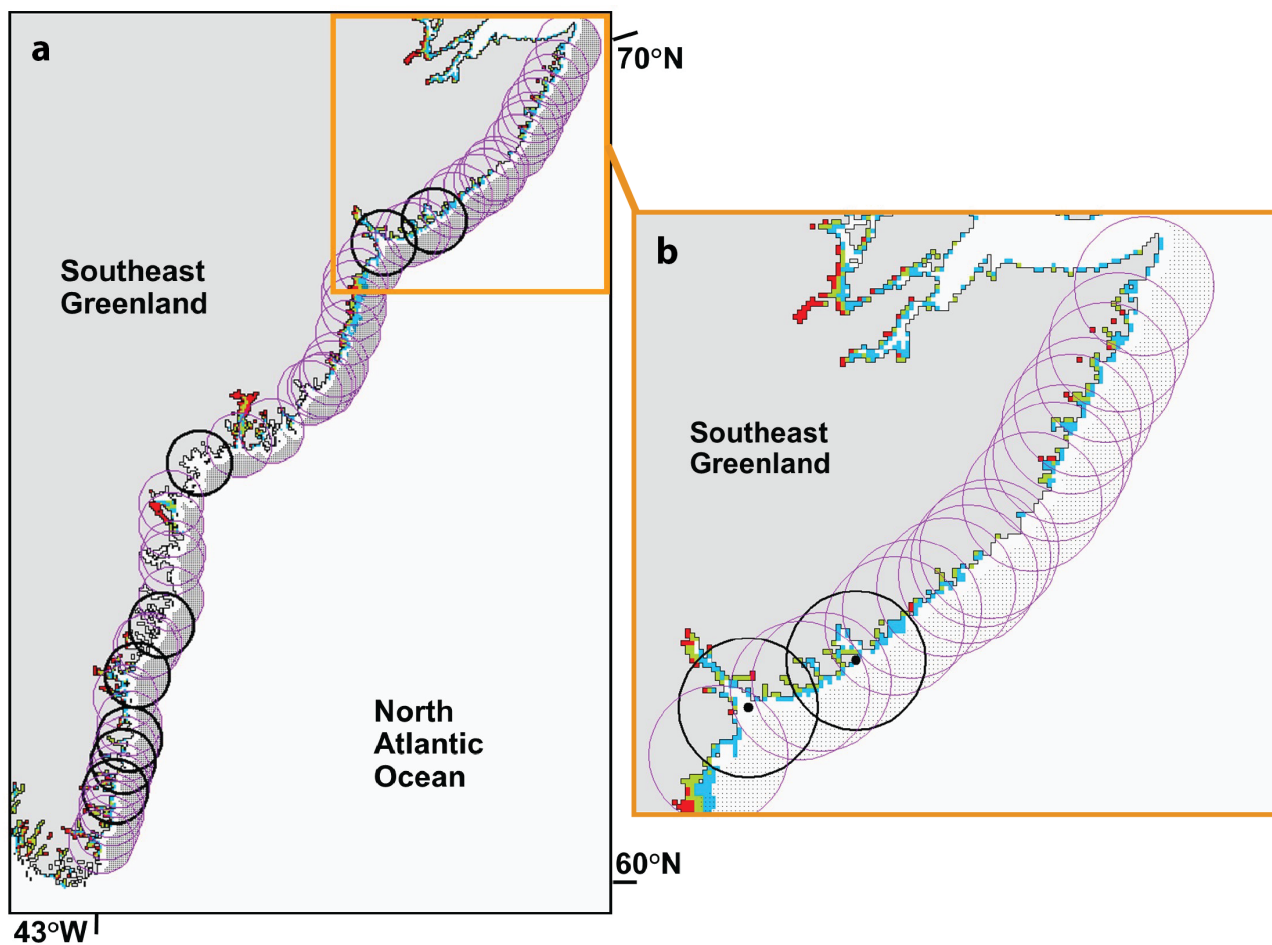 a
70°N
Southeast
Greenland
b
Southeast
Greenland
North
Atlantic
Ocean
60°N
43°W